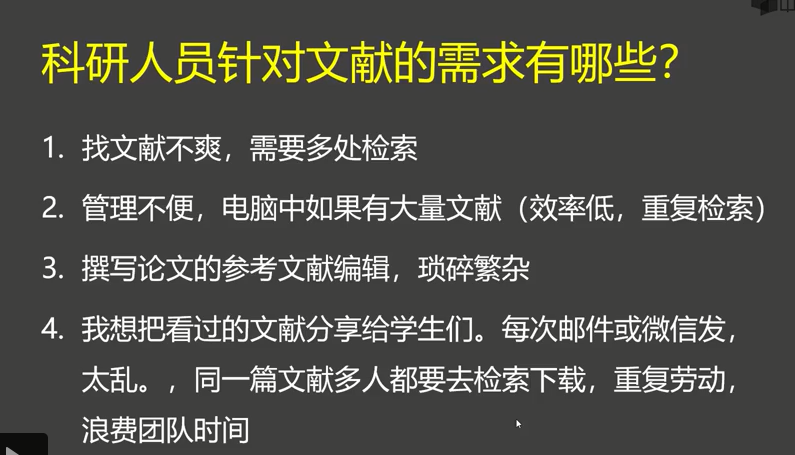 科研人员针对文献的需求有哪些？
1. 找文献不爽，需要多处检索
2. 管理不便，电脑中如果有大量文献（效率低，重复检索）
3. 撰写论文的参考文献编辑，琐碎繁杂
4. 我想把看过的文献分享给学生们。每次邮件或微信发，
太乱。，同一篇文献多人都要去检索下载，重复劳动，
浪费团队时间